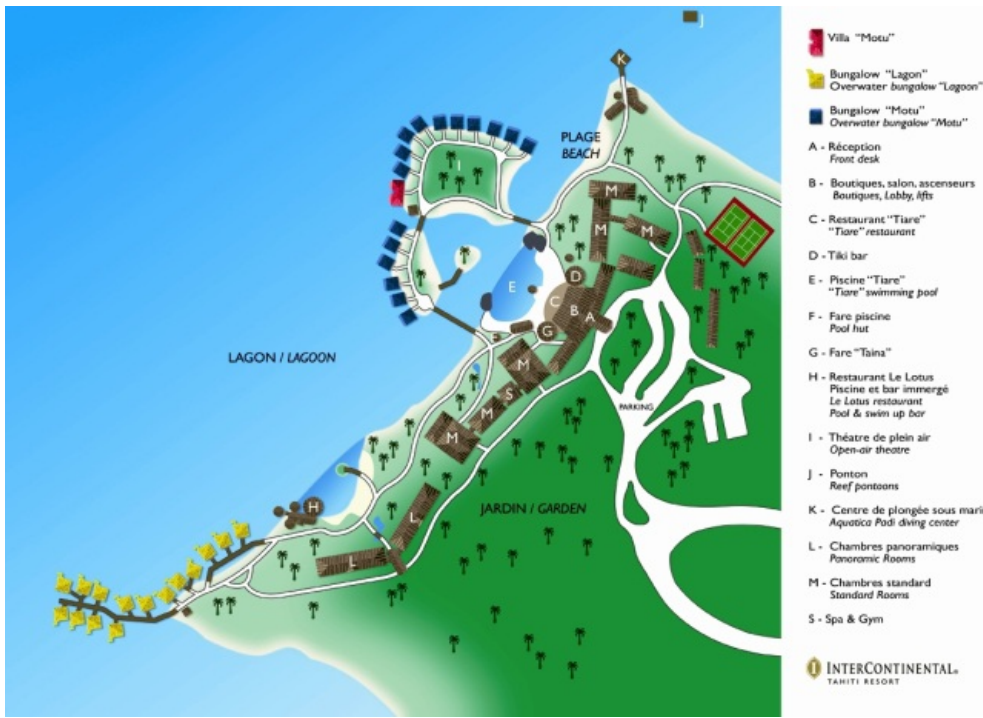 J
K
PLAGE
BEACH
I
M
M
M
E
D
C
B
A
G
LAGON / LAGOON
M
S
M
M
PARKING
H
JARDIN / GARDEN
L
L
Villa "Motu"
Bungalow "Lagon"
Overwater bungalow "Lagoon"
Bungalow "Motu"
Overwater bungalow "Motu"
A - Réception
Front desk
B - Boutiques, salon, ascenseurs
Boutiques, Lobby, lifts
C - Restaurant "Tiare"
"Tiare" restaurant
D - Tiki bar
E - Piscine "Tiare"
"Tiare" swimming pool
F - Fare piscine
Pool hut
G - Fare "Taina"
H - Restaurant Le Lotus
Piscine et bar immergé
Le Lotus restaurant
Pool & swim up bar
I - Théatre de plein air
Open-air theatre
J - Ponton
Reef pontoons
K - Centre de plongée sous mari
Aquatica Padi diving center
L - Chambres panoramiques
Panoramic Rooms
M - Chambres standard
Standard Rooms
S - Spa & Gym
INTERCONTINENTAL®
TAHITI RESORT